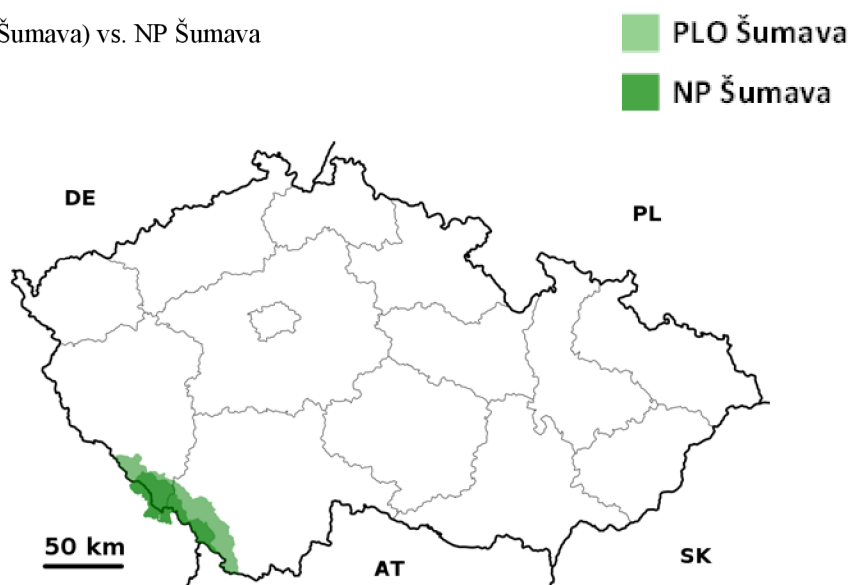 Šumava) vs. NP Šumava
PLO Šumava
NP Šumava
DE
PL
50 km
AT
SK